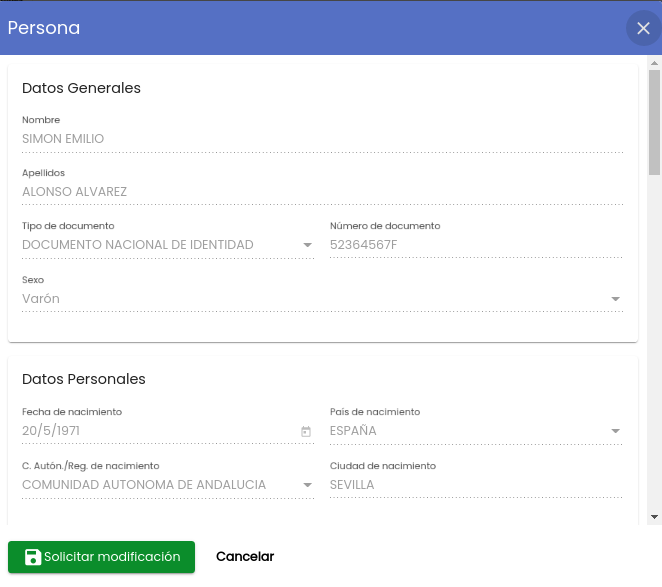 Persona
Datos Generales
Nombre
SIMON EMILIO
Apellidos
ALONSO ALVAREZ
Tipo de documento Número de documento
DOCUMENTO NACIONAL DE IDENTIDAD 52364567F
Sexo
Varón
Datos Personales
Fecha de nacimiento País de nacimiento
20/5/1971 ESPAÑA
C. Autón./Reg. de nacimiento Ciudad de nacimiento
COMUNIDAD AUTONOMA DE ANDALUCIA SEVILLA
Solicitar modificación Cancelar